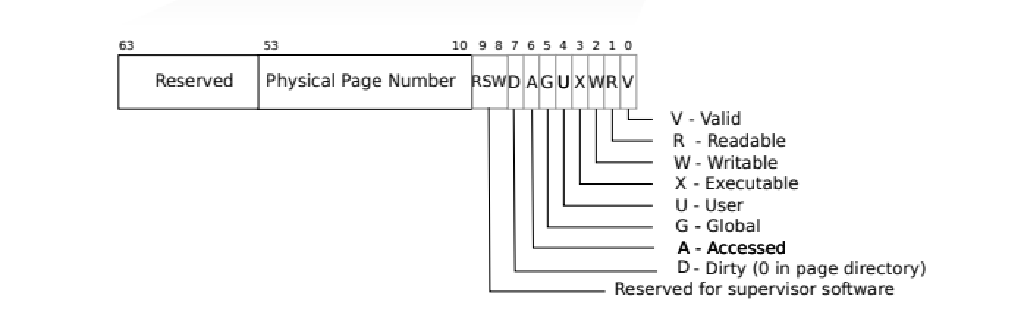 63 53 10 9 8 7 6 5 4 3 2 1 0
Reserved Physical Page Number RSW D A G U X W R V
V - Valid
R - Readable
W - Writable
X - Executable
U - User
G - Global
A - Accessed
D - Dirty (0 in page directory)
Reserved for supervisor software